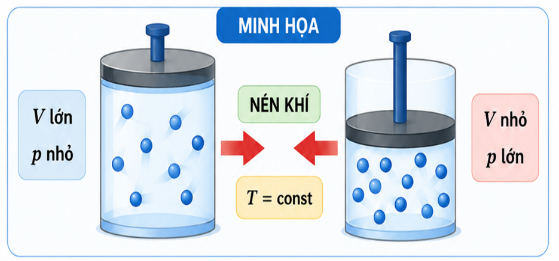 MINH HỌA
V lớn
p nhỏ
NÉN KHÍ
T = const
V nhỏ
p lớn